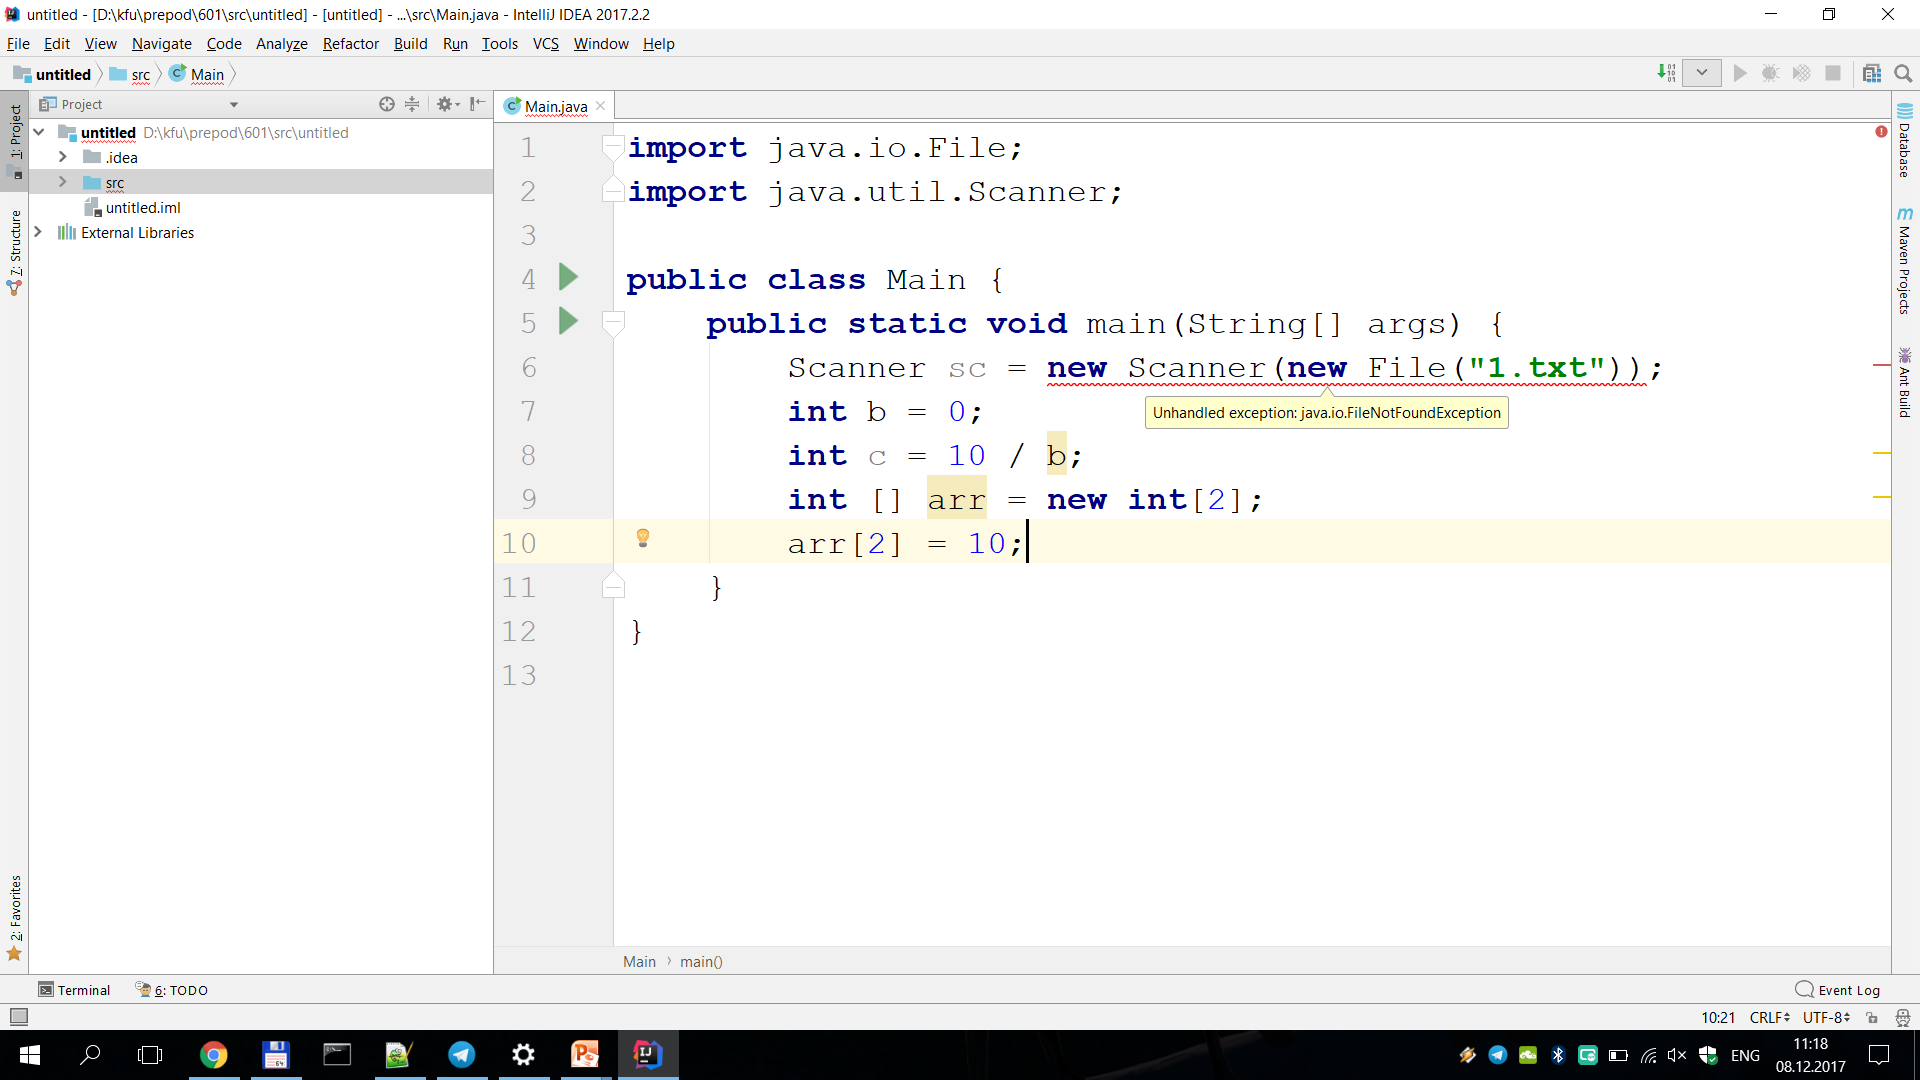 untitled - [D:\kfu\prepod\601\src\untitled] - [untitled] - ...\src\Main.java - IntelliJ IDEA 2017.2.2
File Edit View Navigate Code Analyze Refactor Build Run Tools VCS Window Help
untitled src Main
Project
Main.java
1: Project
7: Structure
2: Favorites
untitled D:\kfu\prepod\601\src\untitled
.idea
src
untitled.iml
External Libraries
1 import java.io.File;
2 import java.util.Scanner;
3
4 public class Main {
5 public static void main(String[] args) {
6 Scanner sc = new Scanner(new File("1.txt"));
7 int b = 0;
Unhandled exception: java.io.FileNotFoundException
8 int c = 10 / b;
9 int [] arr = new int[2];
10 arr[2] = 10;
11 }
12 }
13
Database
Maven Projects
Ant Build
Main › main()
Terminal 6: TODO
Event Log
10:21 CRLF UTF-8
ENG
11:18
08.12.2017